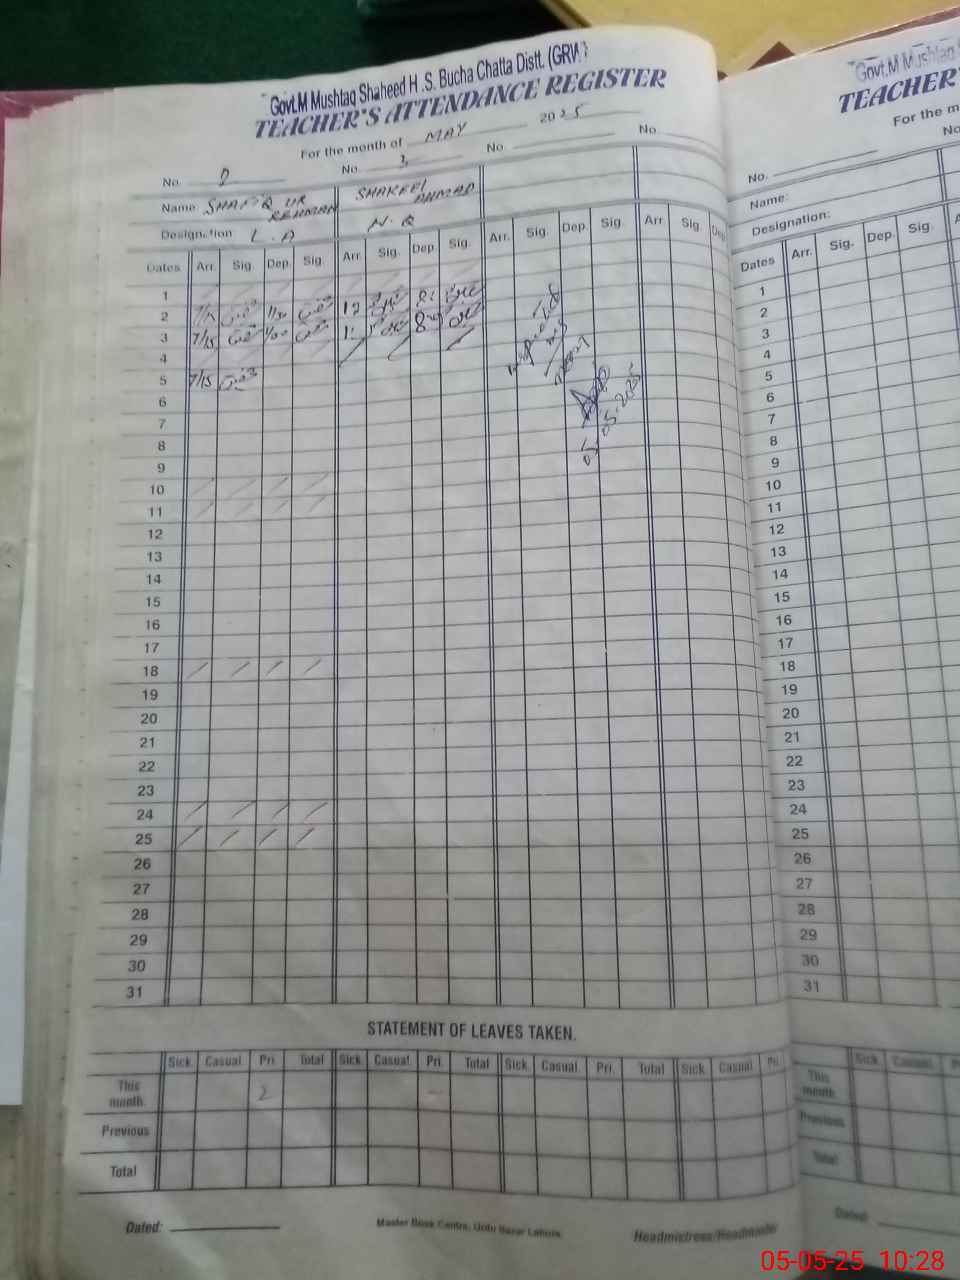 Govt.M Mushtaq Shaheed H .S. Bucha Chatta Distt. (GRW)
TEACHER'S ATTENDANCE REGISTER
For the month of MAY 2025
No. 2 No. 3 No. No.
Name SHAFIQ UR REHMAN SHAKEEL AHMAD
Designation L.A N.Q
Dates Arr. Sig. Dep. Sig. Arr. Sig. Dep. Sig. Arr. Sig. Dep. Sig. Arr. Sig. Dep.
1
2
3 7/15
4
5 7/15
6
7
8
9
10
11
12
13
14
15
16
17
18
19
20
21
22
23
24
25
26
27
28
29
30
31
05.05.2025
STATEMENT OF LEAVES TAKEN.
Sick. Casual. Pri. Total Sick. Casual. Pri. Total Sick. Casual. Pri. Total Sick. Casual Pri.
This month. 2
Previous
Total
Dated:
Master Book Centre, Urdu Bazar Lahore.
Headmistress/Headmaster
Govt.M Mushtaq
TEACHER
For the m
No. No
Name:
Designation:
Dates Arr. Sig. Dep. Sig. A
1
2
3
4
5
6
7
8
9
10
11
12
13
14
15
16
17
18
19
20
21
22
23
24
25
26
27
28
29
30
31
Sick. Casual. P
This month
Previous
Total
Dated:
05-05-25 10:28